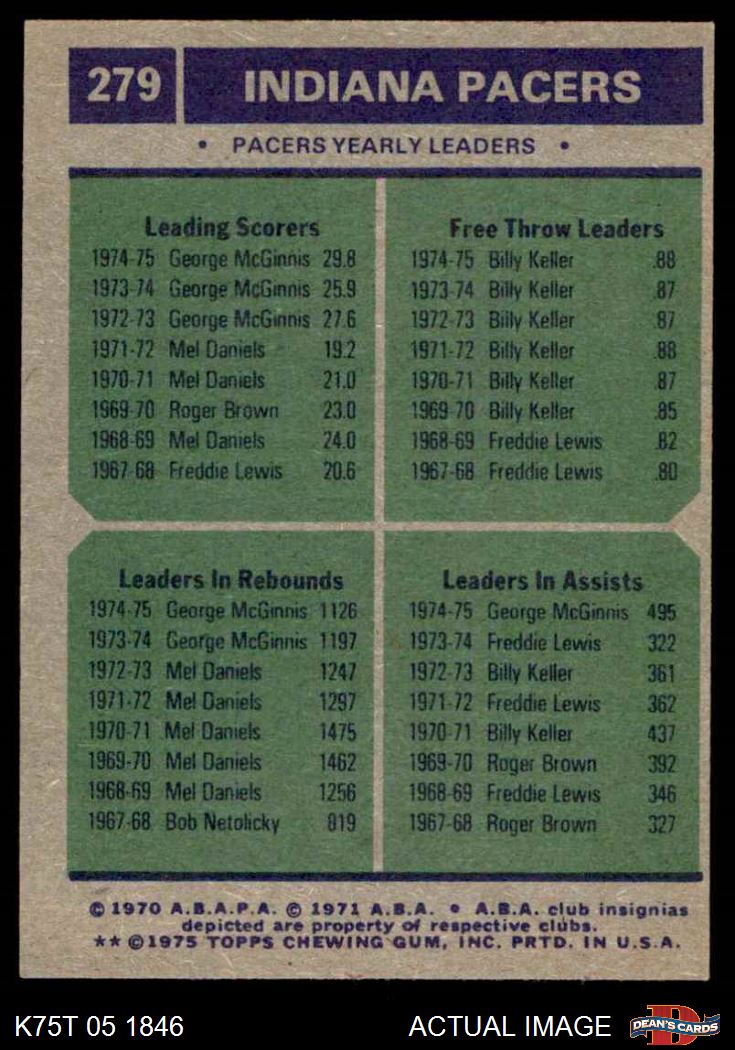 279 INDIANA PACERS
• PACERS YEARLY LEADERS •
Leading Scorers
1974-75 George McGinnis 29.8
1973-74 George McGinnis 25.9
1972-73 George McGinnis 27.6
1971-72 Mel Daniels 19.2
1970-71 Mel Daniels 21.0
1969-70 Roger Brown 23.0
1968-69 Mel Daniels 24.0
1967-68 Freddie Lewis 20.6
Free Throw Leaders
1974-75 Billy Keller .88
1973-74 Billy Keller .87
1972-73 Billy Keller .87
1971-72 Billy Keller .88
1970-71 Billy Keller .87
1969-70 Billy Keller .85
1968-69 Freddie Lewis .82
1967-68 Freddie Lewis .80
Leaders In Rebounds
1974-75 George McGinnis 1126
1973-74 George McGinnis 1197
1972-73 Mel Daniels 1247
1971-72 Mel Daniels 1297
1970-71 Mel Daniels 1475
1969-70 Mel Daniels 1462
1968-69 Mel Daniels 1256
1967-68 Bob Netolicky 819
Leaders In Assists
1974-75 George McGinnis 495
1973-74 Freddie Lewis 322
1972-73 Billy Keller 361
1971-72 Freddie Lewis 362
1970-71 Billy Keller 437
1969-70 Roger Brown 392
1968-69 Freddie Lewis 346
1967-68 Roger Brown 327
© 1970 A.B.A.P.A. © 1971 A.B.A. • A.B.A. club insignias
depicted are property of respective clubs.
** ©1975 TOPPS CHEWING GUM, INC. PRTD. IN U.S.A.
K75T 05 1846 ACTUAL IMAGE D DEAN'S CARDS